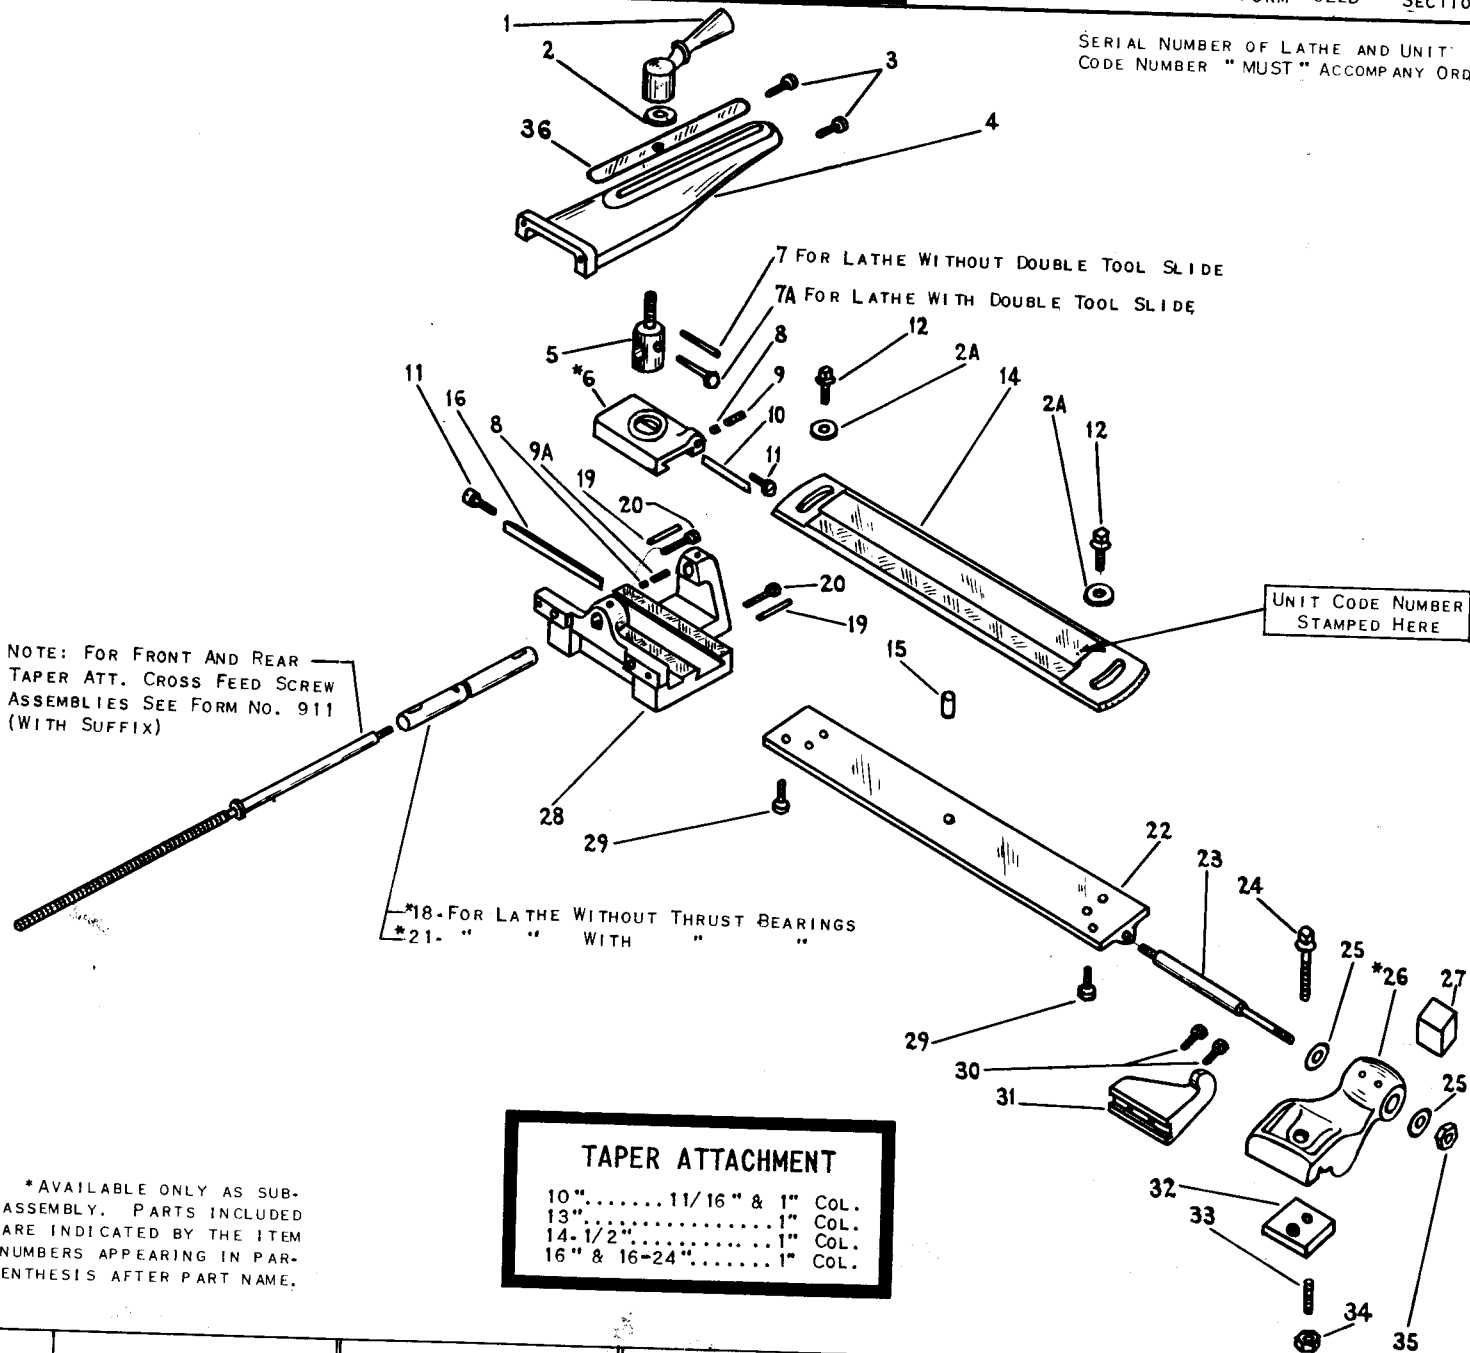 SECTIO
SERIAL NUMBER OF LATHE AND UNIT
CODE NUMBER "MUST" ACCOMPANY ORD
1
2
3
36
4
7 FOR LATHE WITHOUT DOUBLE TOOL SLIDE
7A FOR LATHE WITH DOUBLE TOOL SLIDE
5
8
12
*6
9
2A
14
11
16
10
2A
12
8
9A
11
19
20
20
19
UNIT CODE NUMBER
STAMPED HERE
NOTE: FOR FRONT AND REAR
TAPER ATT. CROSS FEED SCREW
ASSEMBLIES SEE FORM NO. 911
(WITH SUFFIX)
15
28
29
22
23
24
*18-FOR LATHE WITHOUT THRUST BEARINGS
*21- " " WITH " "
25
*26
27
29
30
31
25
TAPER ATTACHMENT
10"....... 11/16" & 1" COL.
13"................ 1" COL.
14-1/2"............ 1" COL.
16" & 16-24"....... 1" COL.
*AVAILABLE ONLY AS SUB-
ASSEMBLY. PARTS INCLUDED
ARE INDICATED BY THE ITEM
NUMBERS APPEARING IN PAR-
ENTHESIS AFTER PART NAME.
32
33
34
35